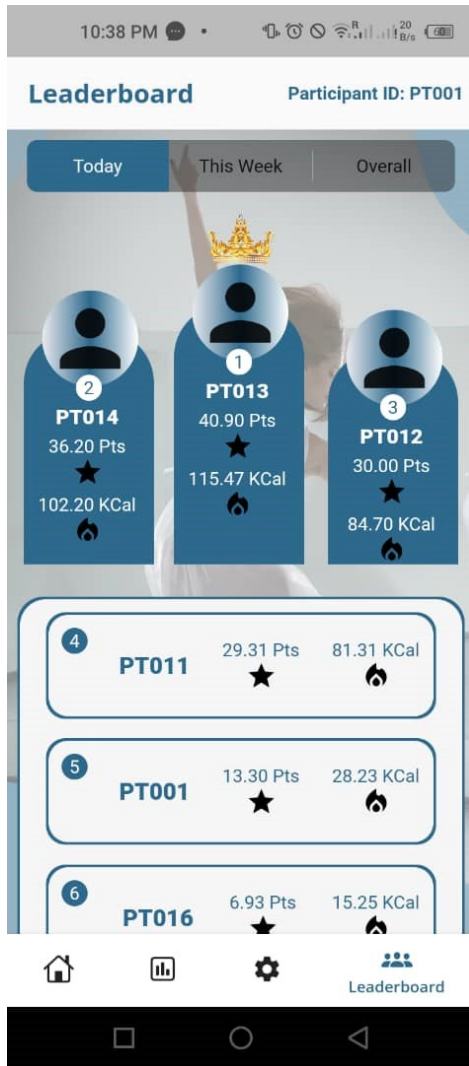 10:38 PM
R
20
B/s
60
Leaderboard
Participant ID: PT001
Today
This Week
Overall
2
PT014
36.20 Pts
102.20 KCal
1
PT013
40.90 Pts
115.47 KCal
3
PT012
30.00 Pts
84.70 KCal
4
PT011
29.31 Pts
81.31 KCal
5
PT001
13.30 Pts
28.23 KCal
6
PT016
6.93 Pts
15.25 KCal
Leaderboard